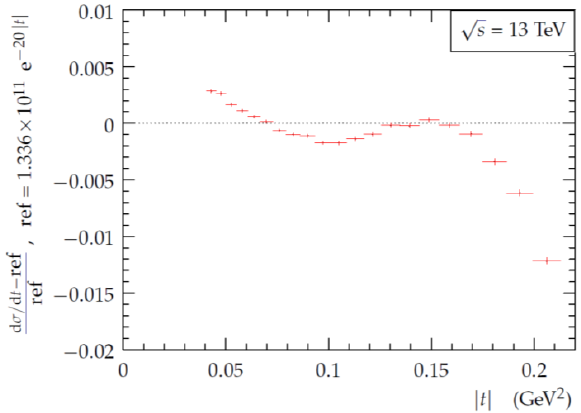 0.01
√s = 13 TeV
0.005
0
−0.005
−0.01
−0.015
−0.02
dσ/dt−ref
ref
, ref = 1.336×10¹¹ e^−20|t|
0 0.05 0.1 0.15 0.2
|t| (GeV²)